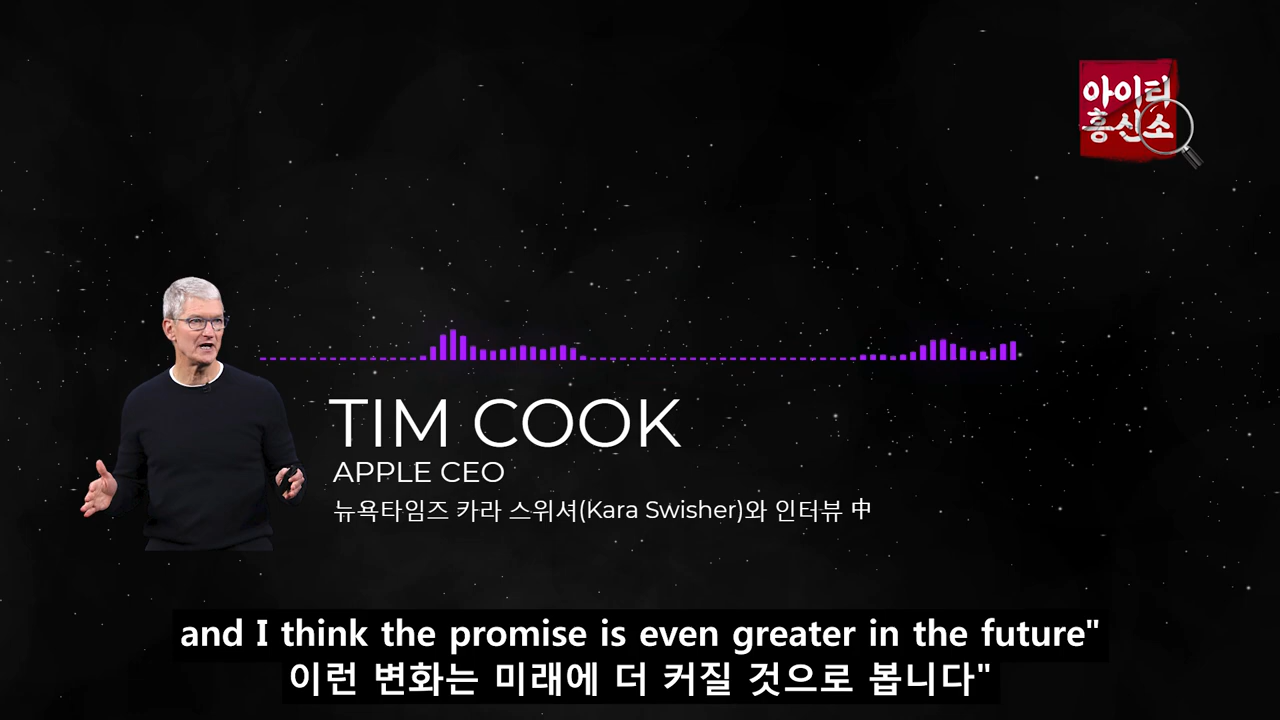 아이티
흥신소
TIM COOK
APPLE CEO
뉴욕타임즈 카라 스위셔(Kara Swisher)와 인터뷰 中
and I think the promise is even greater in the future"
이런 변화는 미래에 더 커질 것으로 봅니다"